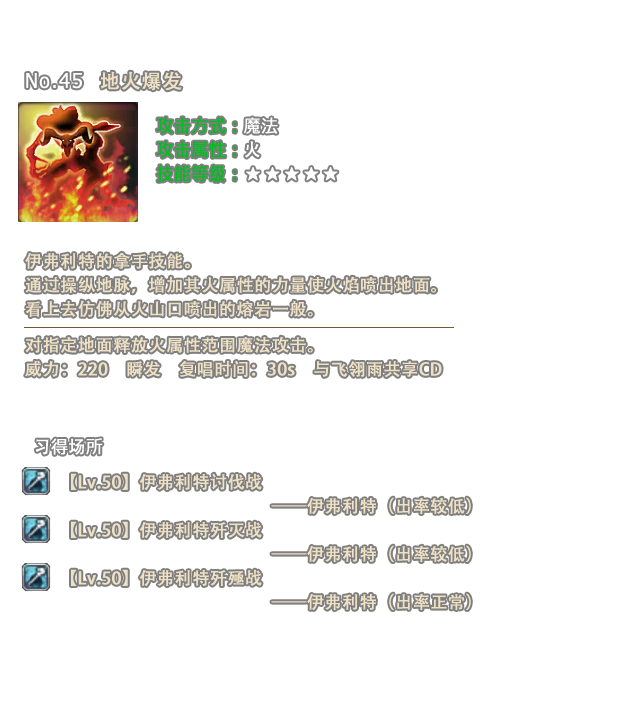 No.45 地火爆发
攻击方式：魔法
攻击属性：火
技能等级：☆☆☆☆☆
伊弗利特的拿手技能。
通过操纵地脉，增加其火属性的力量使火焰喷出地面。
看上去仿佛从火山口喷出的熔岩一般。
对指定地面释放火属性范围魔法攻击。
威力：220 瞬发 复唱时间：30s 与飞翎雨共享CD
习得场所
【Lv.50】伊弗利特讨伐战
——伊弗利特（出率较低）
【Lv.50】伊弗利特歼灭战
——伊弗利特（出率较低）
【Lv.50】伊弗利特歼殛战
——伊弗利特（出率正常）